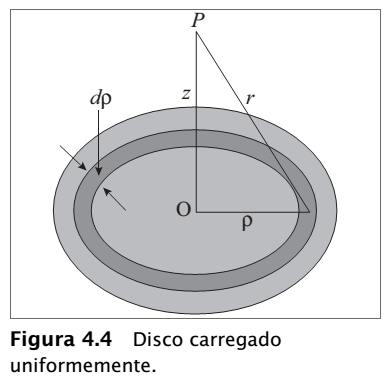 P
dρ
z
r
O
ρ
Figura 4.4 Disco carregado
uniformemente.